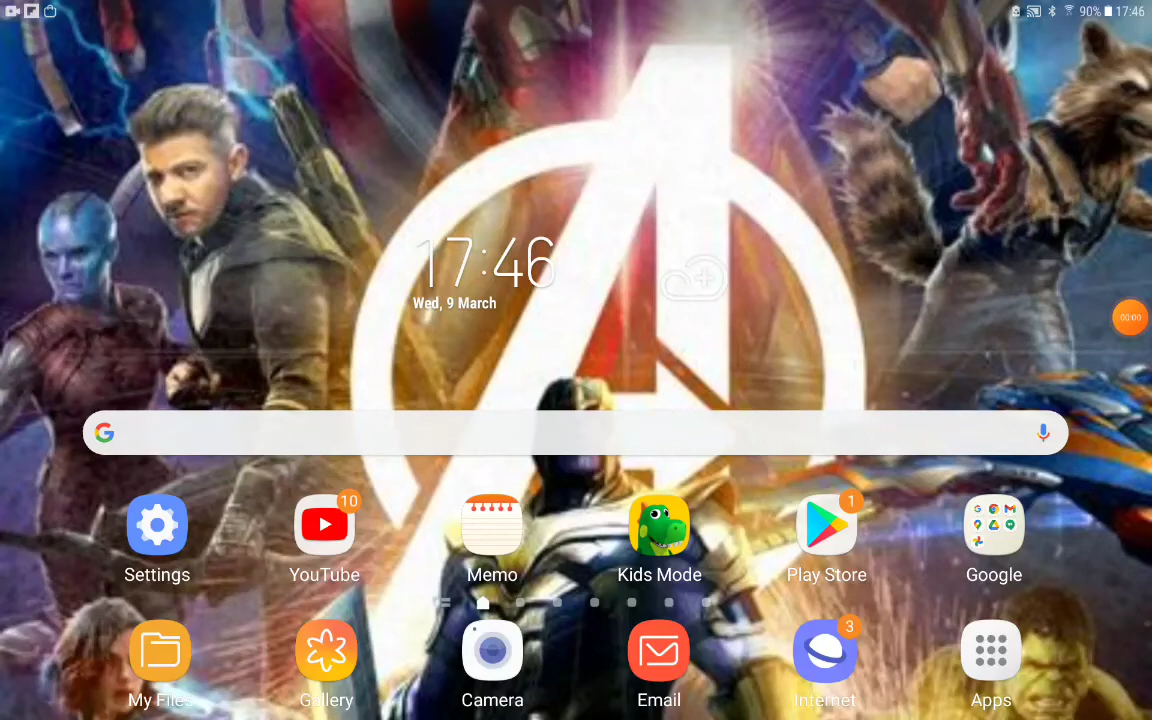 90% 17:46
17:46
Wed, 9 March
00:00
10
1
Settings
YouTube
Memo
Kids Mode
Play Store
Google
3
My Files
Gallery
Camera
Email
Internet
Apps